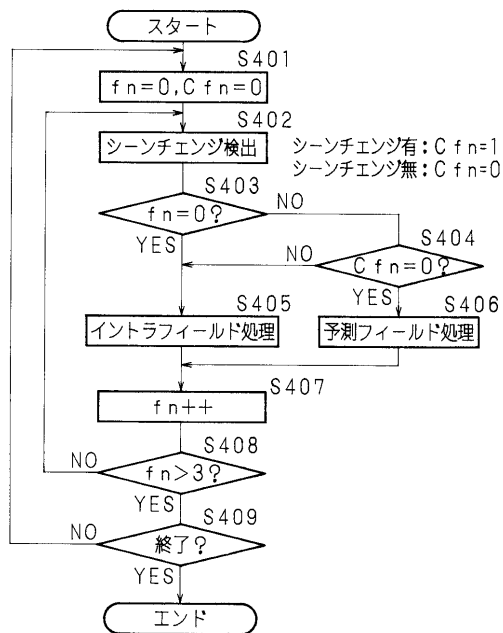 スタート
S401
fn=0,Cfn=0
S402
シーンチェンジ検出
シーンチェンジ有:Cfn=1
シーンチェンジ無:Cfn=0
S403
fn=0?
NO
YES
S404
NO
Cfn=0?
YES
S405
イントラフィールド処理
S406
予測フィールド処理
S407
fn++
S408
NO
fn>3?
YES
S409
NO
終了?
YES
エンド